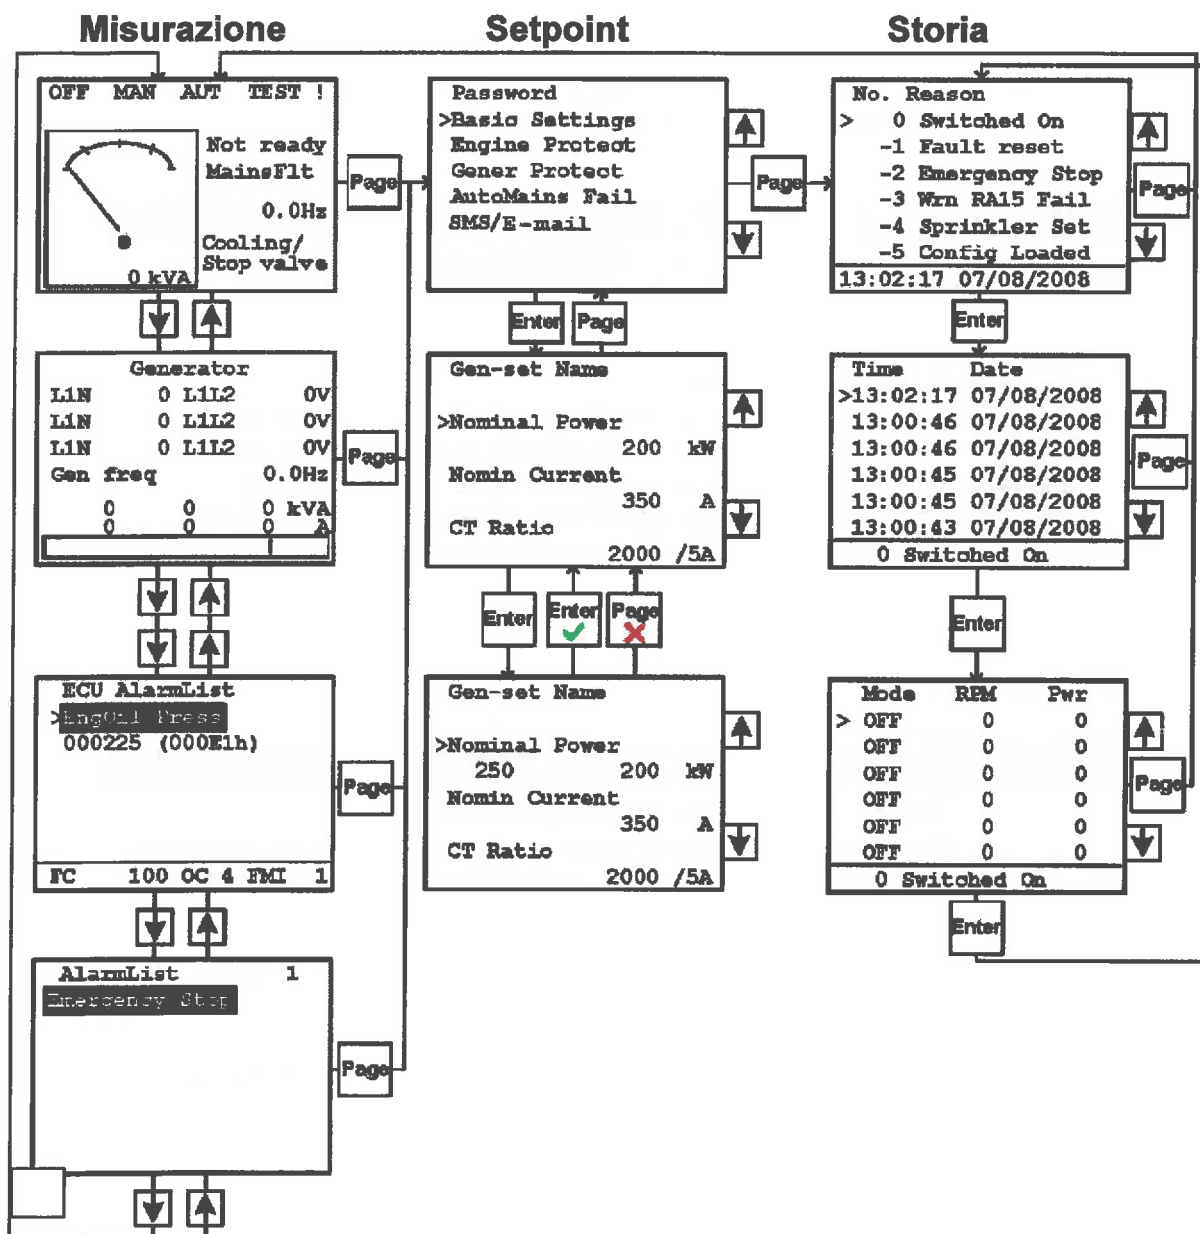 Misurazione
Setpoint
Storia
OFF MAN AUT TEST !
Not ready
MainsFlt
0.0Hz
Cooling/
Stop valve
0 kVA
Page
Password
>Basic Settings
Engine Protect
Gener Protect
AutoMains Fail
SMS/E-mail
Page
No. Reason
> 0 Switched On
-1 Fault reset
-2 Emergency Stop
-3 Wrn RA15 Fail
-4 Sprinkler Set
-5 Config Loaded
13:02:17 07/08/2008
Page
Enter
Page
Enter
Generator
L1N 0 L1L2 0V
L1N 0 L1L2 0V
L1N 0 L1L2 0V
Gen freq 0.0Hz
0 0 0 kVA
0 0 0 A
Page
Gen-set Name
>Nominal Power
200 kW
Nomin Current
350 A
CT Ratio
2000 /5A
Time Date
>13:02:17 07/08/2008
13:00:46 07/08/2008
13:00:46 07/08/2008
13:00:45 07/08/2008
13:00:45 07/08/2008
13:00:43 07/08/2008
0 Switched On
Page
Enter
Enter
Page
Enter
ECU AlarmList
>EngOil Press
000225 (000E1h)
FC 100 OC 4 FMI 1
Page
Gen-set Name
>Nominal Power
250 200 kW
Nomin Current
350 A
CT Ratio
2000 /5A
Mode RPM Pwr
> OFF 0 0
OFF 0 0
OFF 0 0
OFF 0 0
OFF 0 0
OFF 0 0
0 Switched On
Page
Enter
AlarmList 1
Emergency Stop
Page